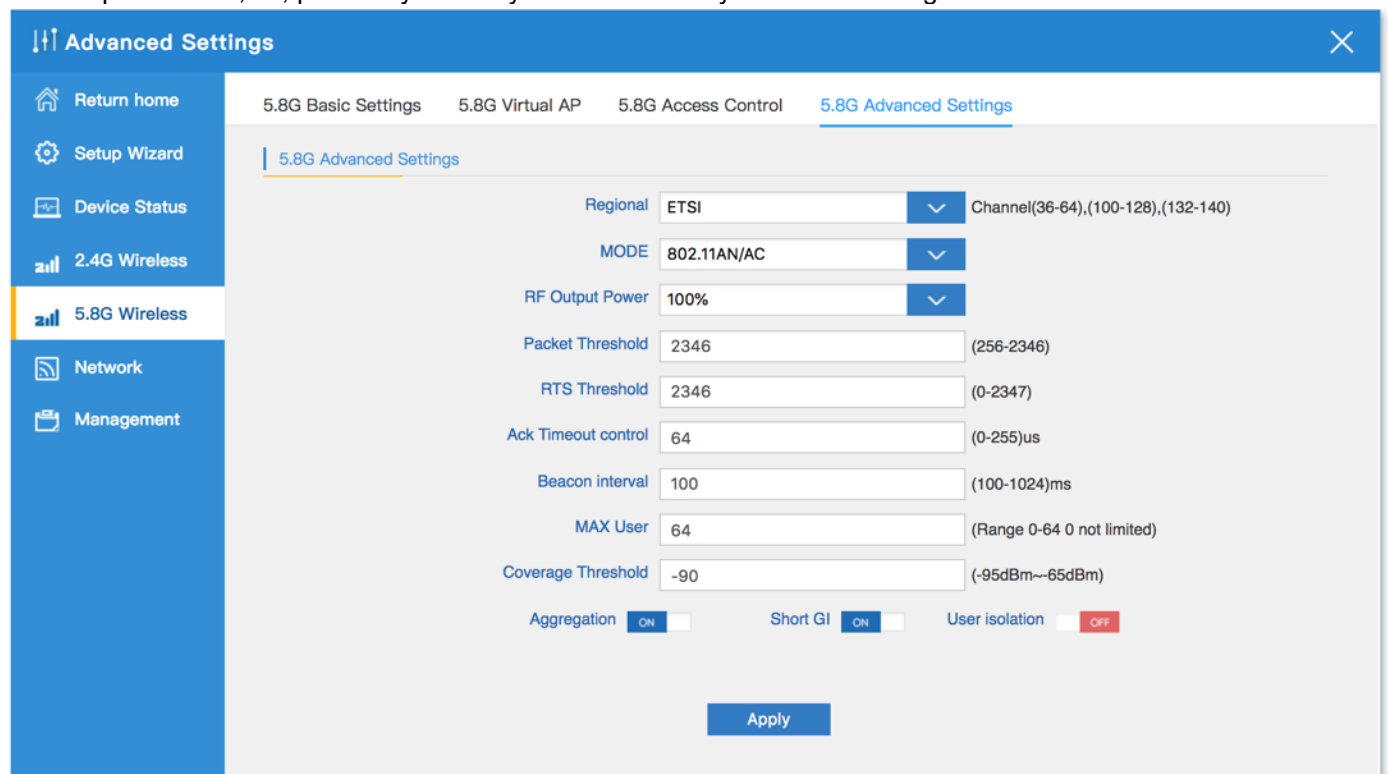 Advanced Settings
Return home
Setup Wizard
Device Status
2.4G Wireless
5.8G Wireless
Network
Management
5.8G Basic Settings 5.8G Virtual AP 5.8G Access Control 5.8G Advanced Settings
5.8G Advanced Settings
Regional ETSI Channel(36-64),(100-128),(132-140)
MODE 802.11AN/AC
RF Output Power 100%
Packet Threshold 2346 (256-2346)
RTS Threshold 2346 (0-2347)
Ack Timeout control 64 (0-255)us
Beacon interval 100 (100-1024)ms
MAX User 64 (Range 0-64 0 not limited)
Coverage Threshold -90 (-95dBm~-65dBm)
Aggregation ON Short GI ON User isolation OFF
Apply